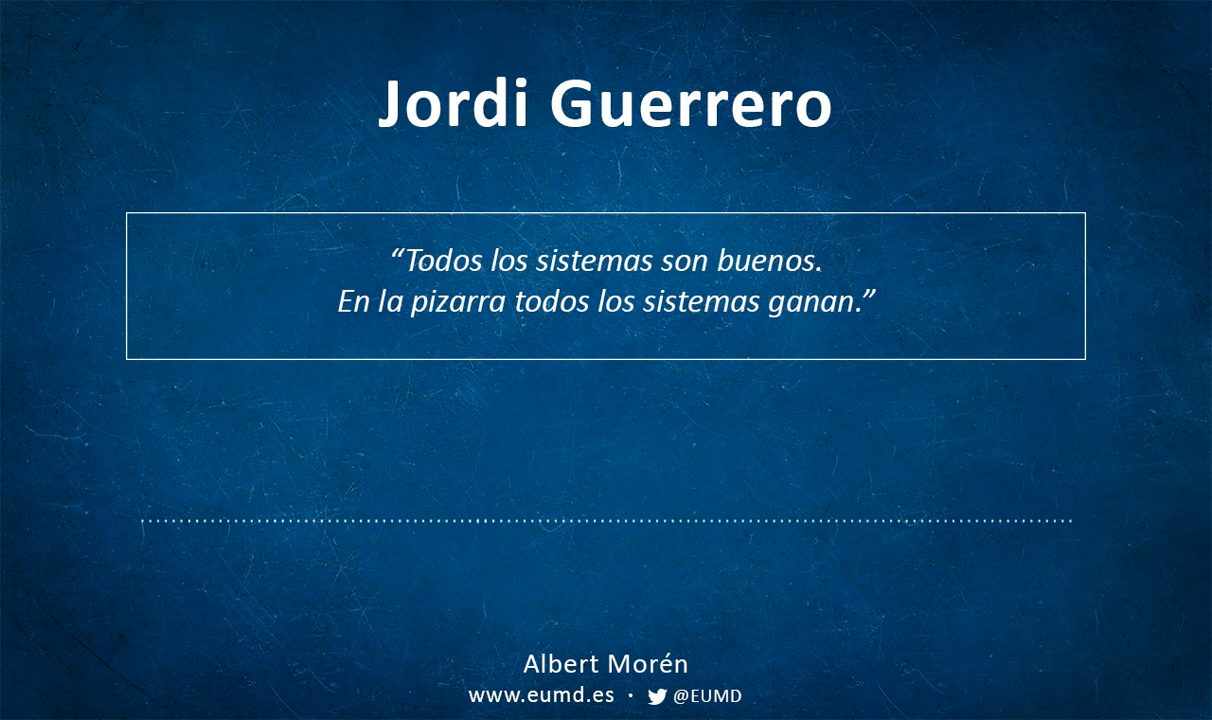 Jordi Guerrero
“Todos los sistemas son buenos.
En la pizarra todos los sistemas ganan.”
Albert Morén
www.eumd.es · @EUMD